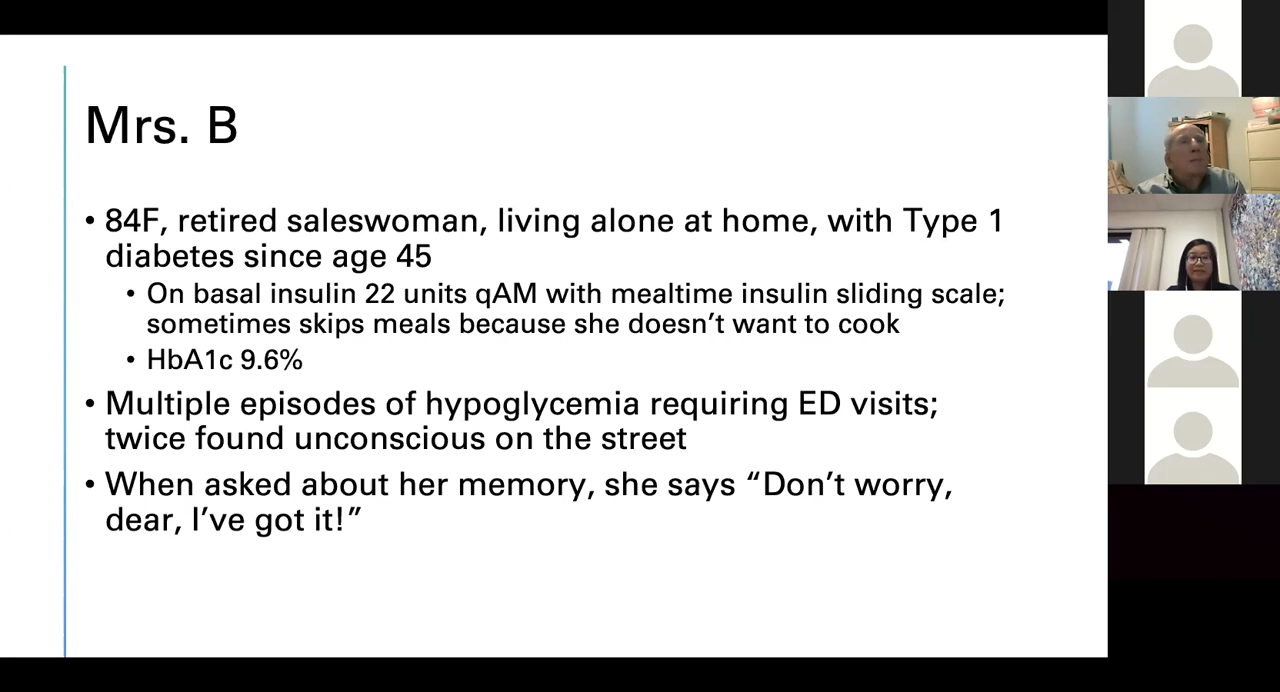 Mrs. B
• 84F, retired saleswoman, living alone at home, with Type 1
diabetes since age 45
• On basal insulin 22 units qAM with mealtime insulin sliding scale;
sometimes skips meals because she doesn’t want to cook
• HbA1c 9.6%
• Multiple episodes of hypoglycemia requiring ED visits;
twice found unconscious on the street
• When asked about her memory, she says “Don’t worry,
dear, I’ve got it!”